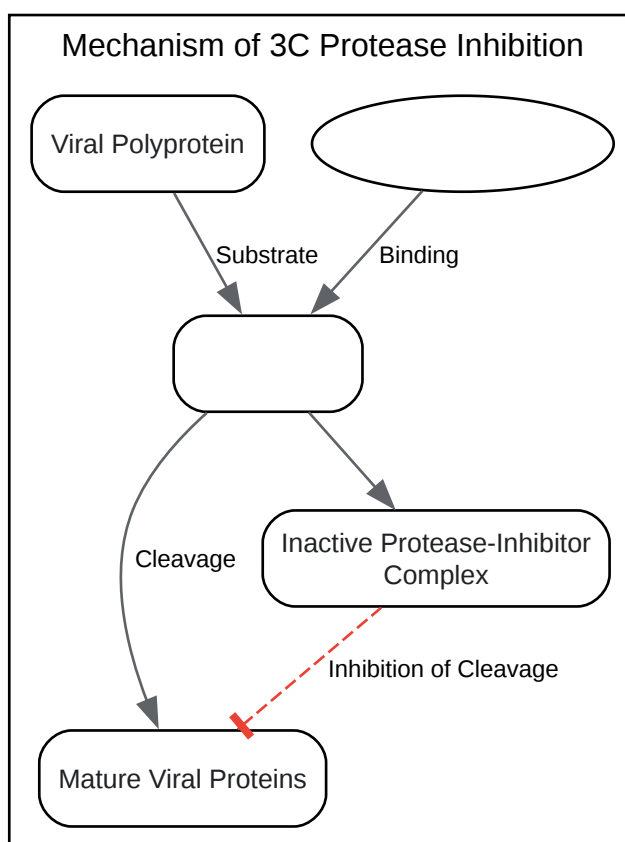 Mechanism of 3C Protease Inhibition
Viral Polyprotein
Substrate
Binding
Cleavage
Inactive Protease-Inhibitor
Complex
Inhibition of Cleavage
Mature Viral Proteins